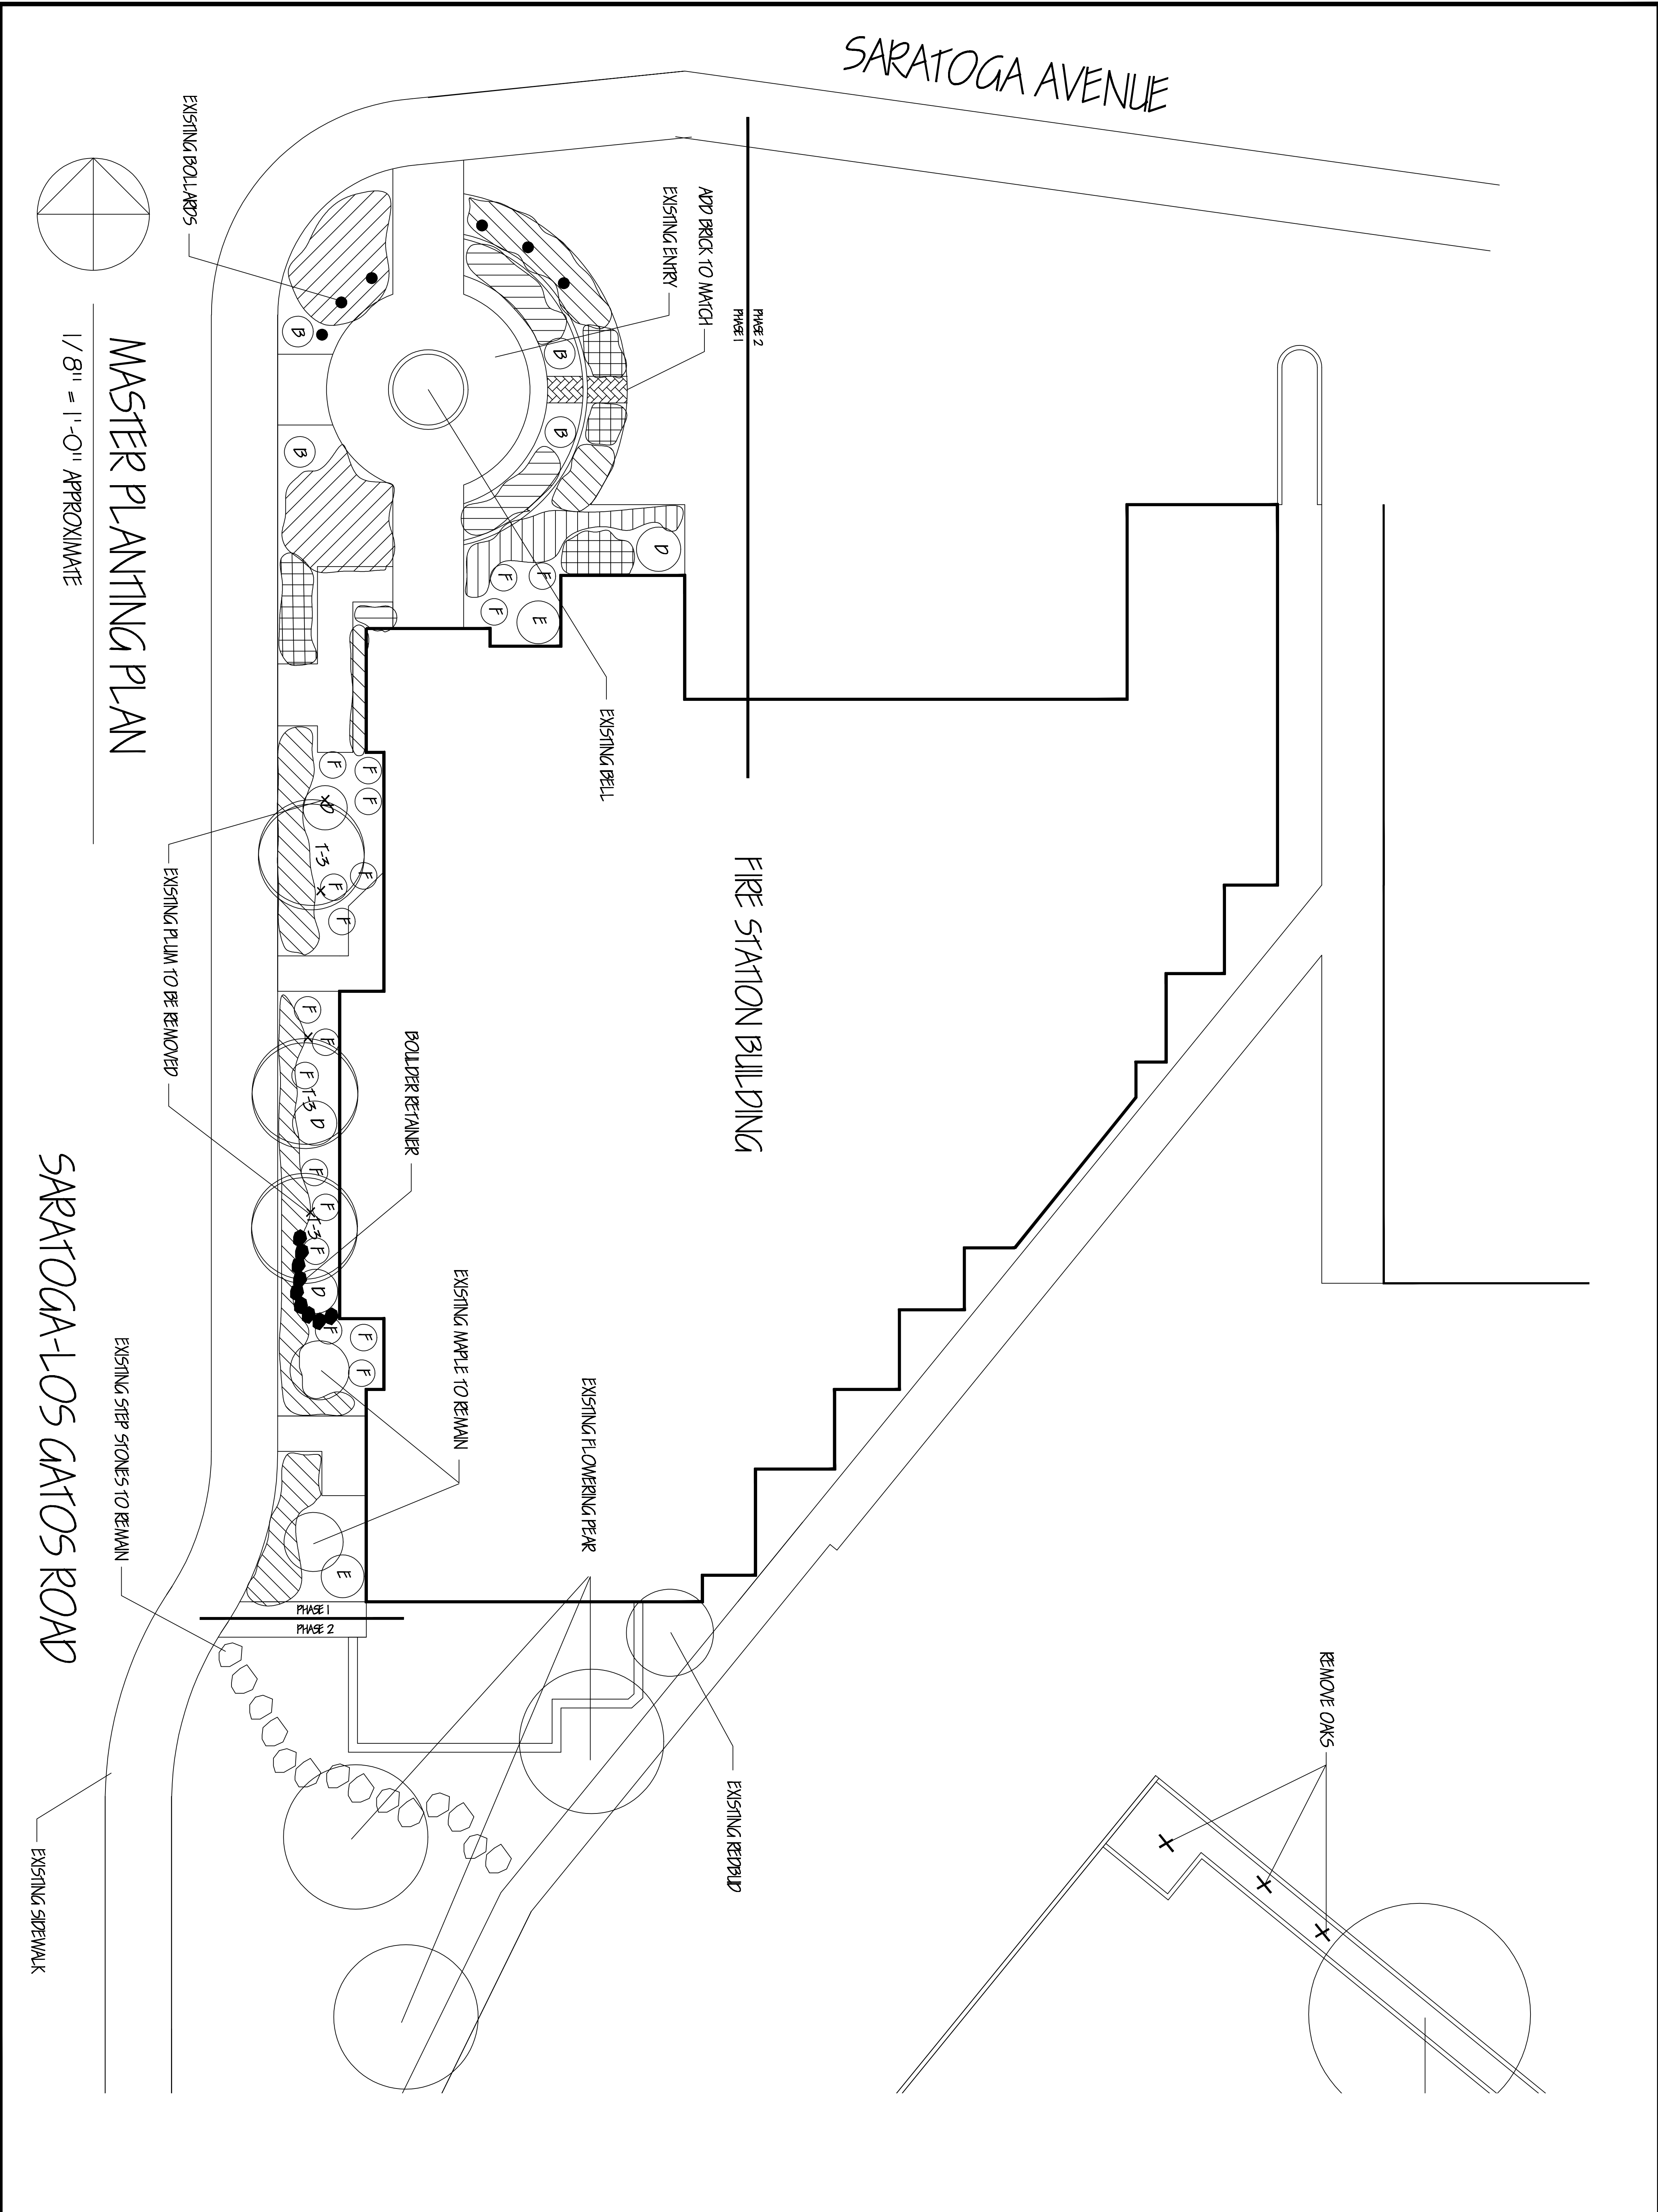 SARATOGA AVENUE
EXISTING BOLLARDS
ADD BRICK TO MATCH
EXISTING ENTRY
PHASE 2
PHASE 1
B
B
B
B
D
F
F
F
E
EXISTING BELL
MASTER PLANTING PLAN
1/8" = 1'-0" APPROXIMATE
FIRE STATION BUILDING
F
F
F
D
T-3
F
F
F
EXISTING PLUM TO BE REMOVED
F
F
F
T-3
D
BOULDER RETAINER
F
F
T-3
F
D
F
F
F
EXISTING MAPLE TO REMAIN
EXISTING FLOWERING PEAR
E
PHASE 1
PHASE 2
SARATOGA-LOS GATOS ROAD
EXISTING STEP STONES TO REMAIN
EXISTING REDBUD
REMOVE OAKS
EXISTING SIDEWALK